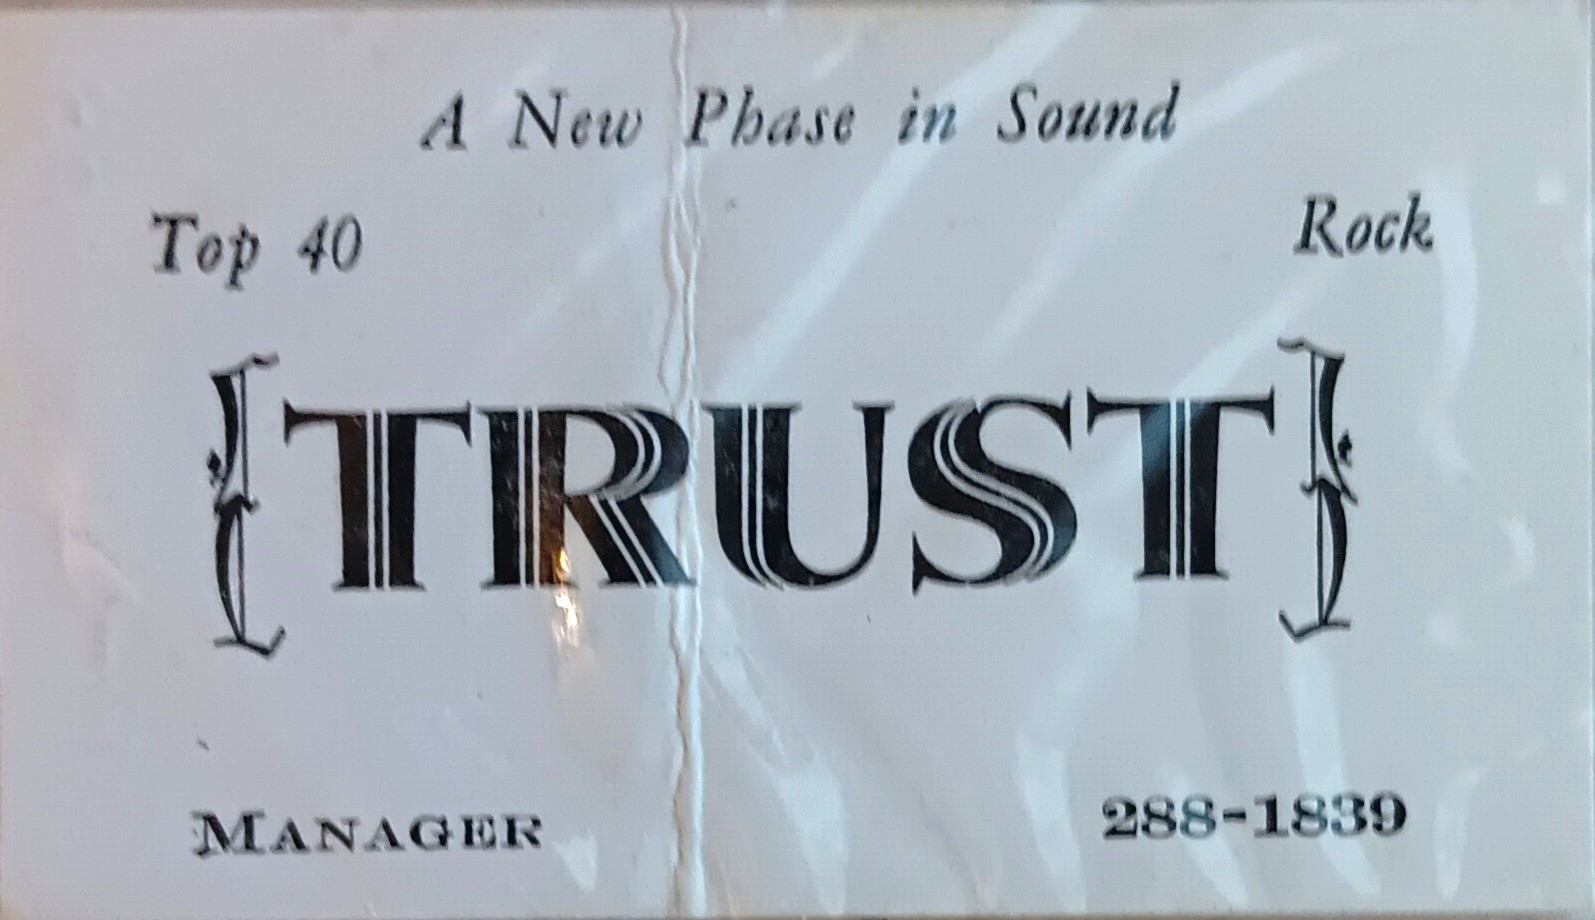 A New Phase in Sound
Top 40 Rock
TRUST
MANAGER 288-1839